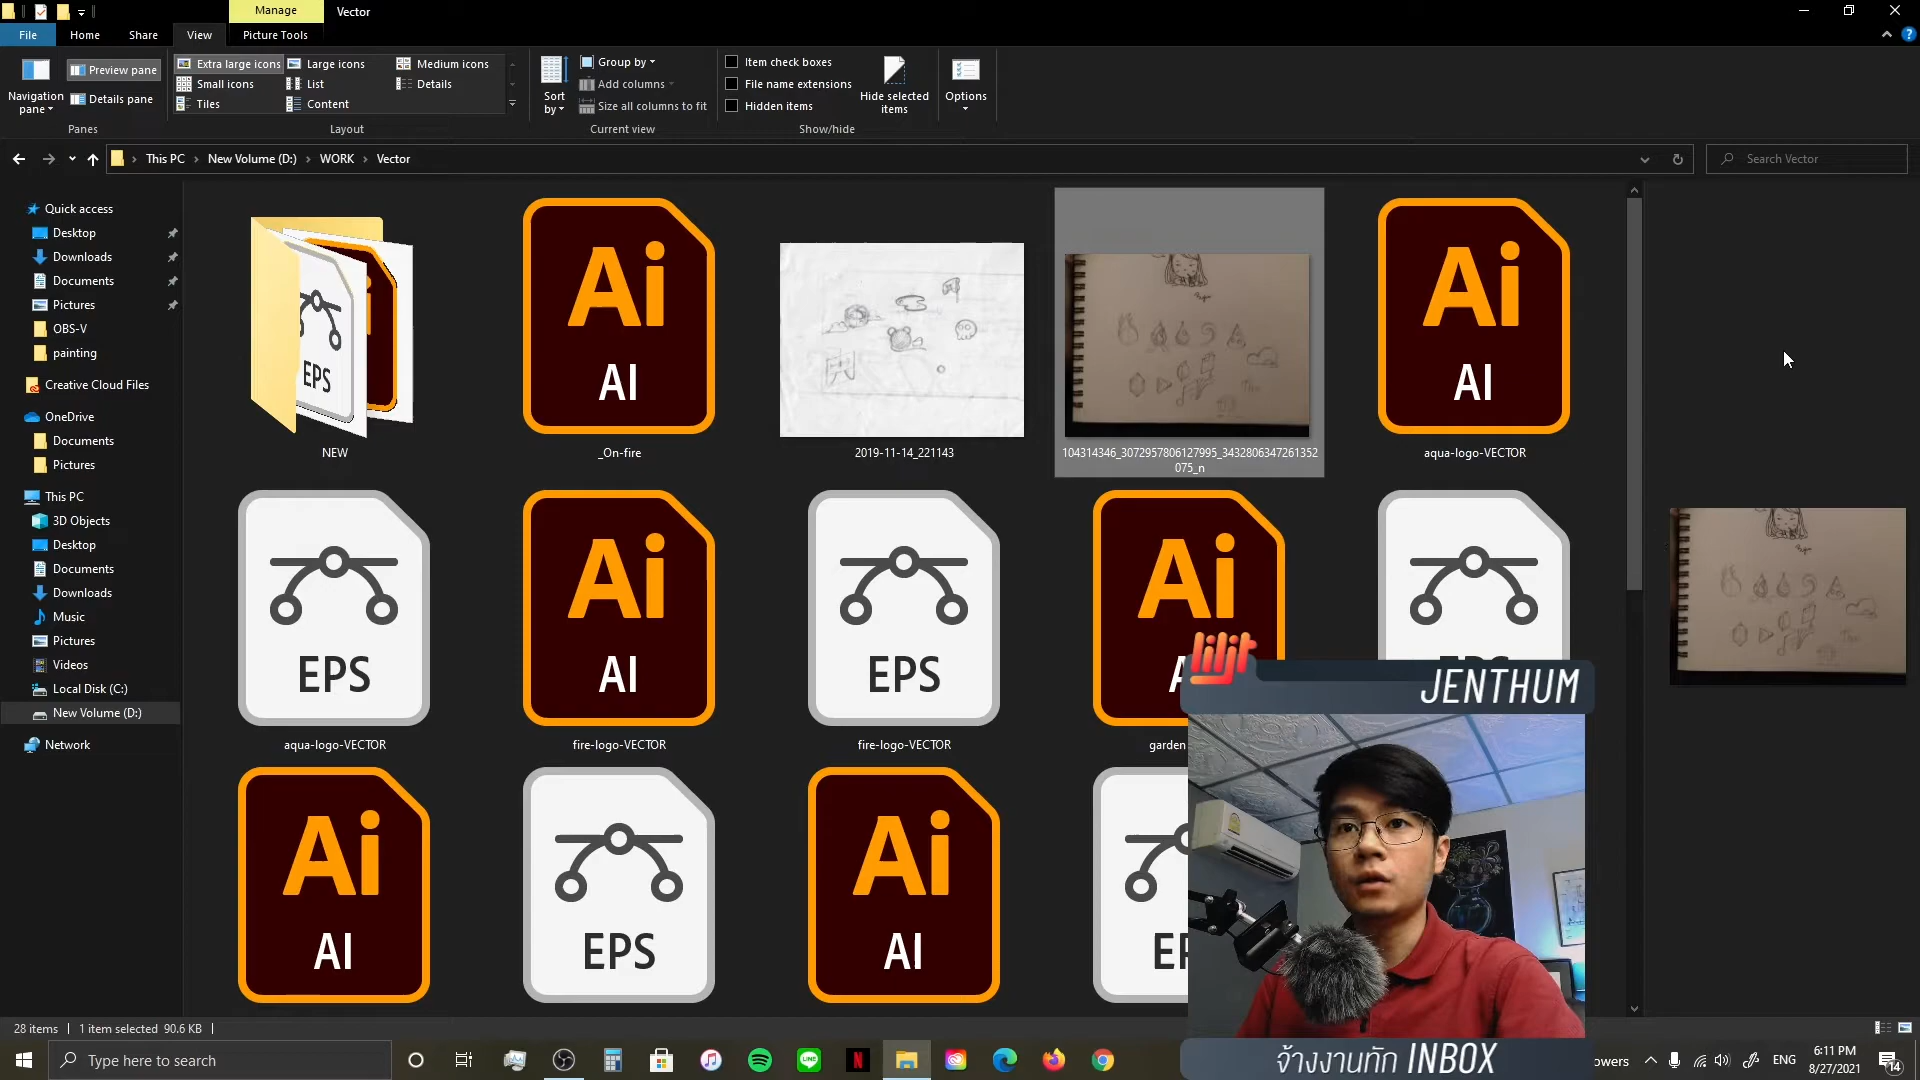 Manage
Vector
File
Home
Share
View
Picture Tools
Preview pane
Navigation pane
Details pane
Panes
Extra large icons
Large icons
Medium icons
Small icons
List
Details
Tiles
Content
Layout
Sort by
Group by
Add columns
Size all columns to fit
Current view
Item check boxes
File name extensions
Hidden items
Hide selected items
Show/hide
Options
This PC
New Volume (D:)
WORK
Vector
Search Vector
Quick access
Desktop
Downloads
Documents
Pictures
OBS-V
painting
Creative Cloud Files
OneDrive
Documents
Pictures
This PC
3D Objects
Desktop
Documents
Downloads
Music
Pictures
Videos
Local Disk (C:)
New Volume (D:)
Network
EPS
NEW
Ai
AI
_On-fire
2019-11-14_221143
104314346_3072957806127995_3432806347261352
075_n
Ai
AI
aqua-logo-VECTOR
EPS
aqua-logo-VECTOR
Ai
AI
fire-logo-VECTOR
EPS
fire-logo-VECTOR
Ai
garden
Ai
AI
EPS
Ai
AI
JENTHUM
จ้างงานทัก INBOX
28 items
1 item selected 90.6 KB
Type here to search
LINE
N
ENG
6:11 PM
8/27/2021
14